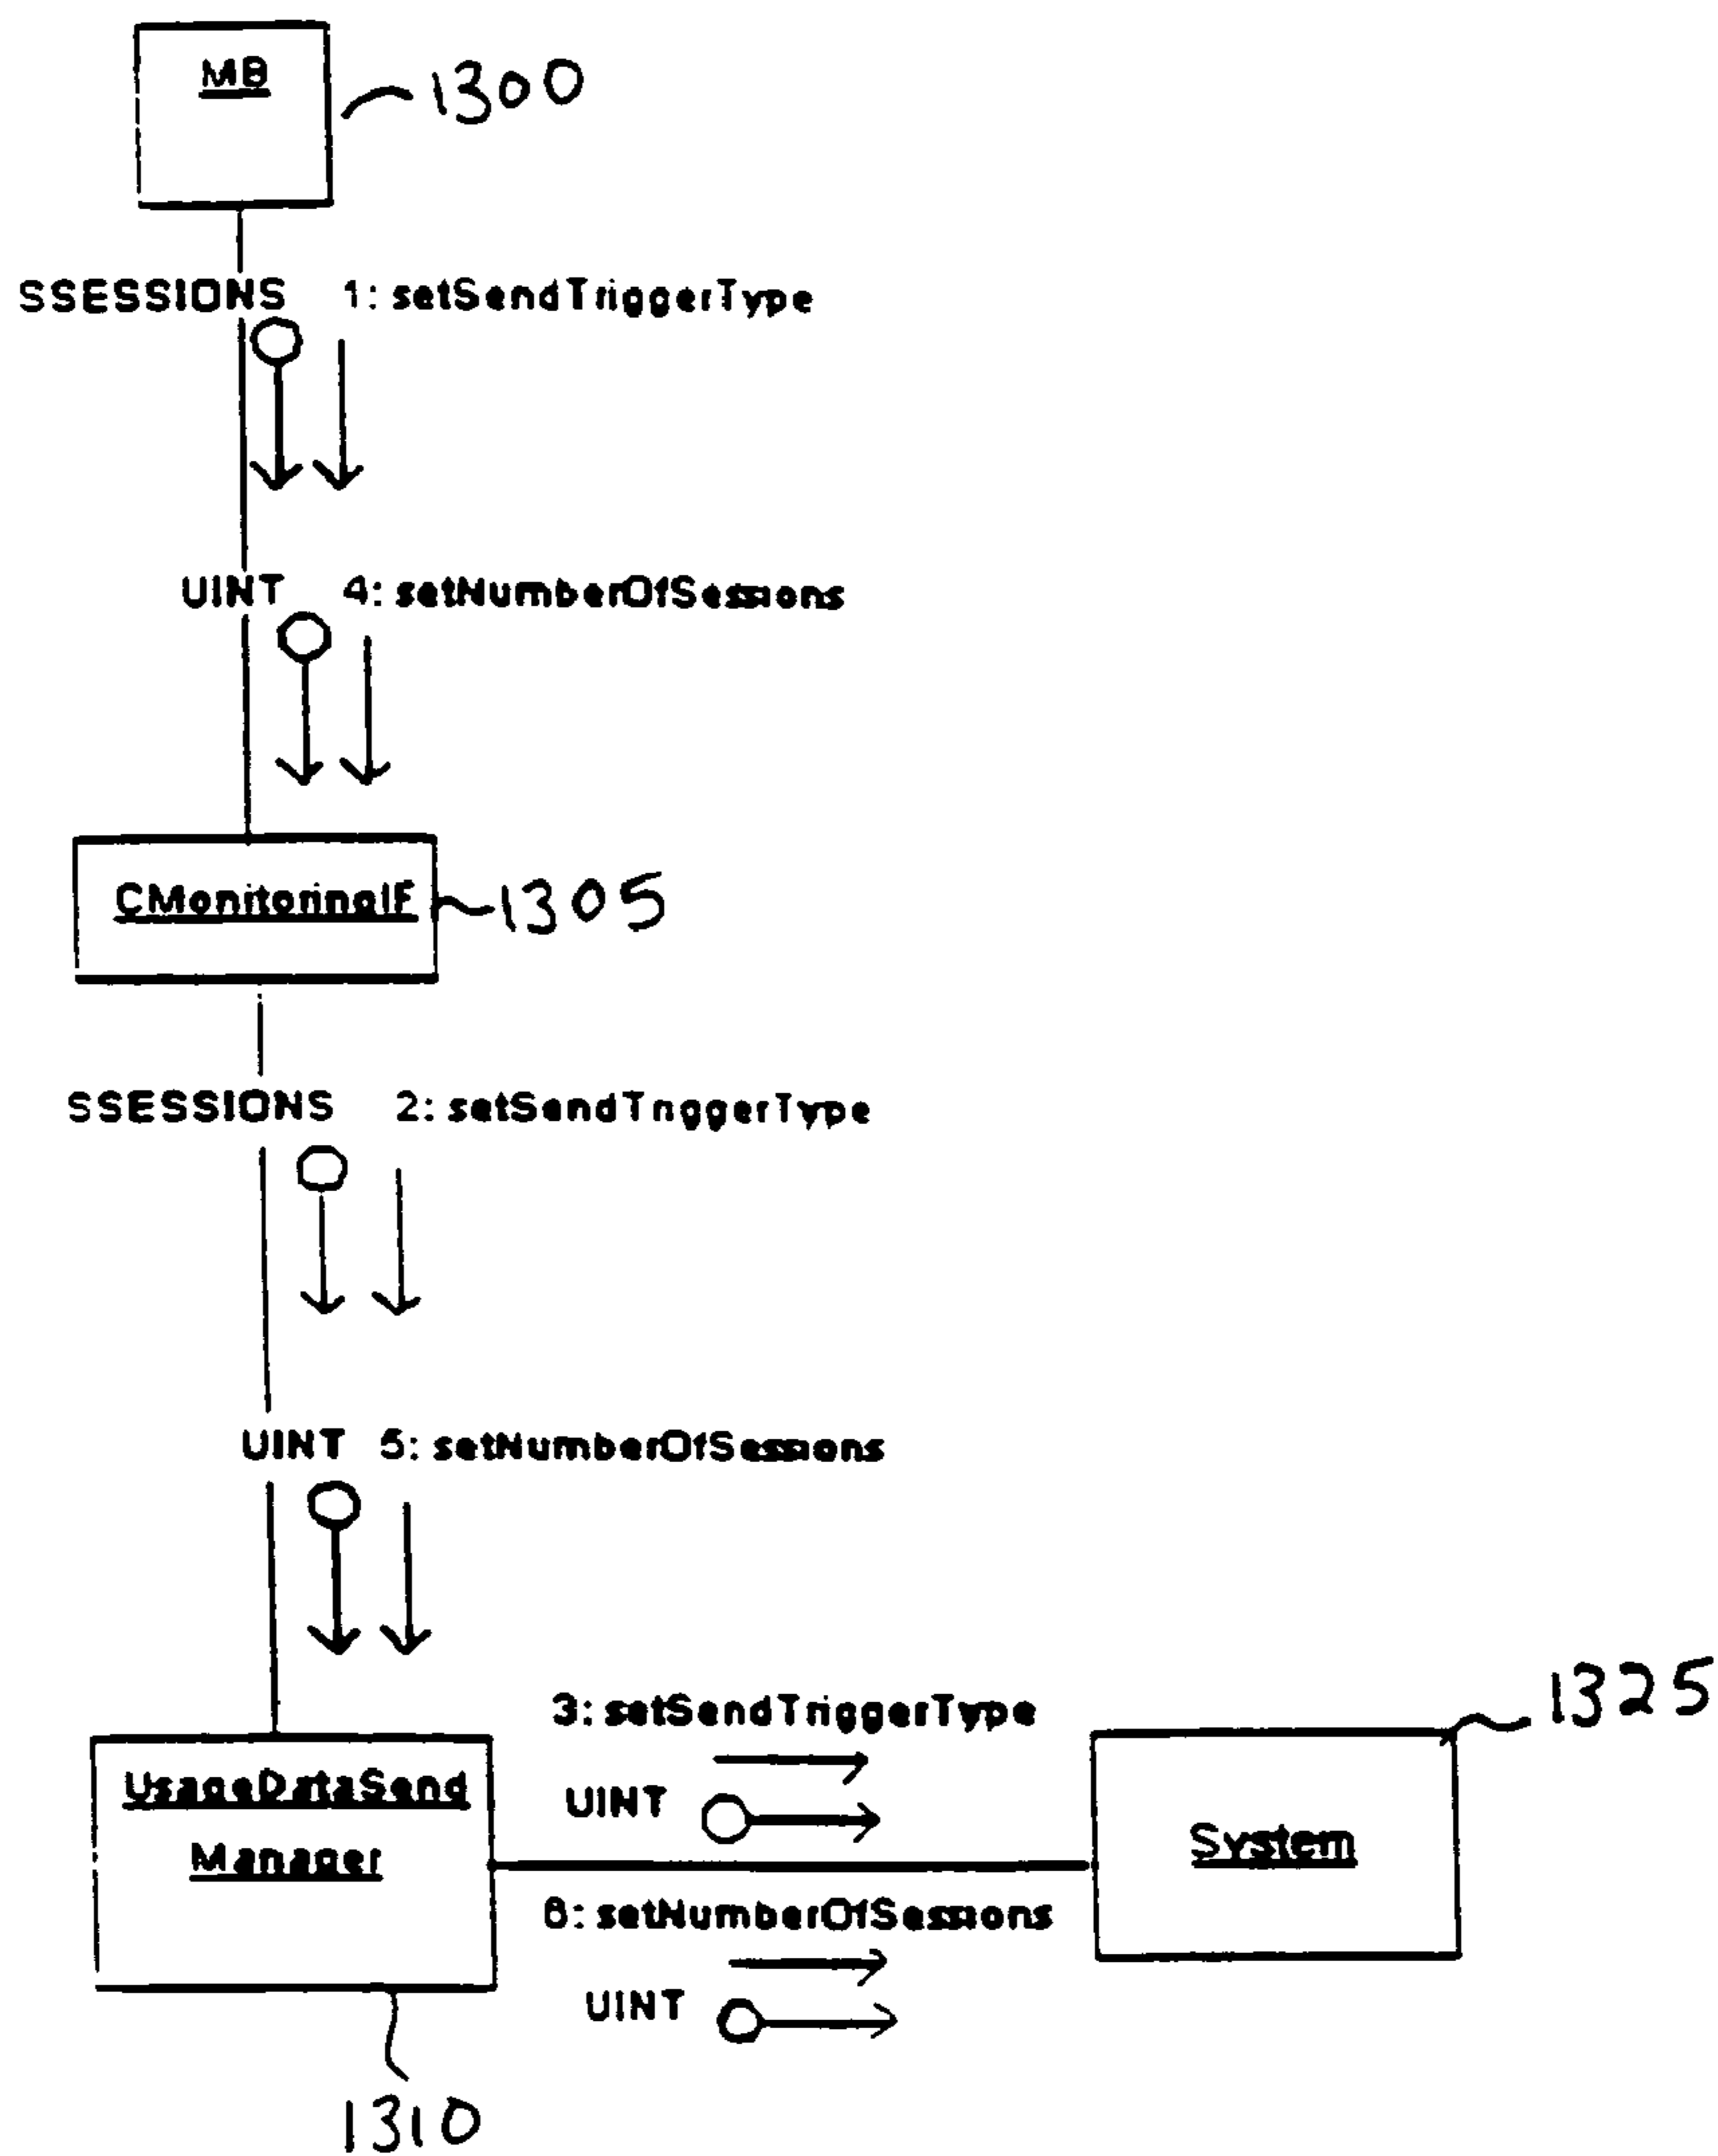 MB
1300
SSESSIONS 1: setSendTriggerType
UINT 4: setNumberOfSessions
CMonitoringIF
1305
SSESSIONS 2: setSendTriggerType
UINT 5: setNumberOfSessions
3: setSendTriggerType
1325
UsageDataSend
Manager
UINT
System
6: setNumberOfSessions
UINT
1310